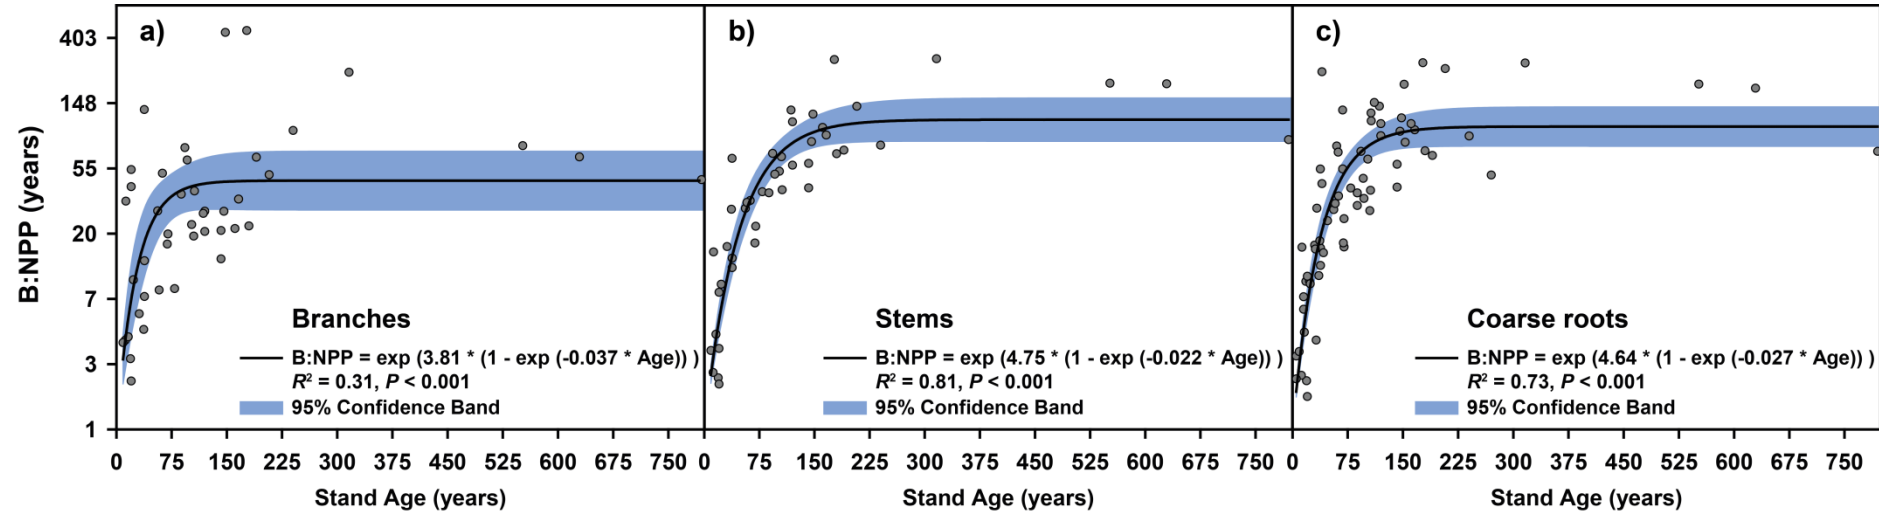 a)
b)
c)
B:NPP (years)
403
148
55
20
7
3
1
Branches
B:NPP = exp (3.81 * (1 - exp (-0.037 * Age)) )
R² = 0.31, P < 0.001
95% Confidence Band
Stems
B:NPP = exp (4.75 * (1 - exp (-0.022 * Age)) )
R² = 0.81, P < 0.001
95% Confidence Band
Coarse roots
B:NPP = exp (4.64 * (1 - exp (-0.027 * Age)) )
R² = 0.73, P < 0.001
95% Confidence Band
0 75 150 225 300 375 450 525 600 675 750
0 75 150 225 300 375 450 525 600 675 750
0 75 150 225 300 375 450 525 600 675 750
Stand Age (years)
Stand Age (years)
Stand Age (years)